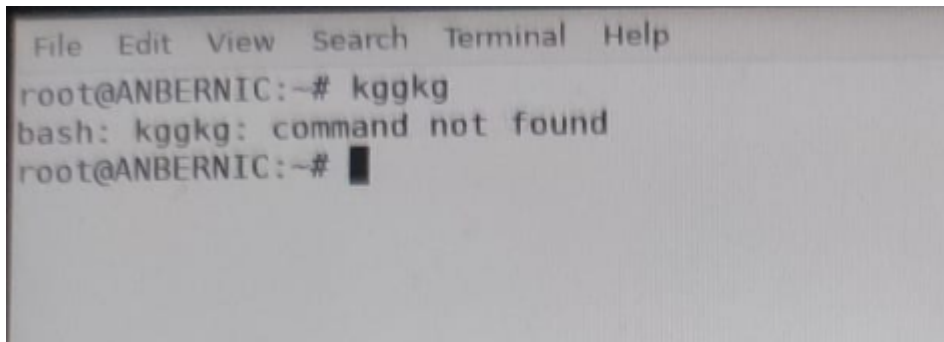 File Edit View Search Terminal Help
root@ANBERNIC:~# kggkg
bash: kggkg: command not found
root@ANBERNIC:~#